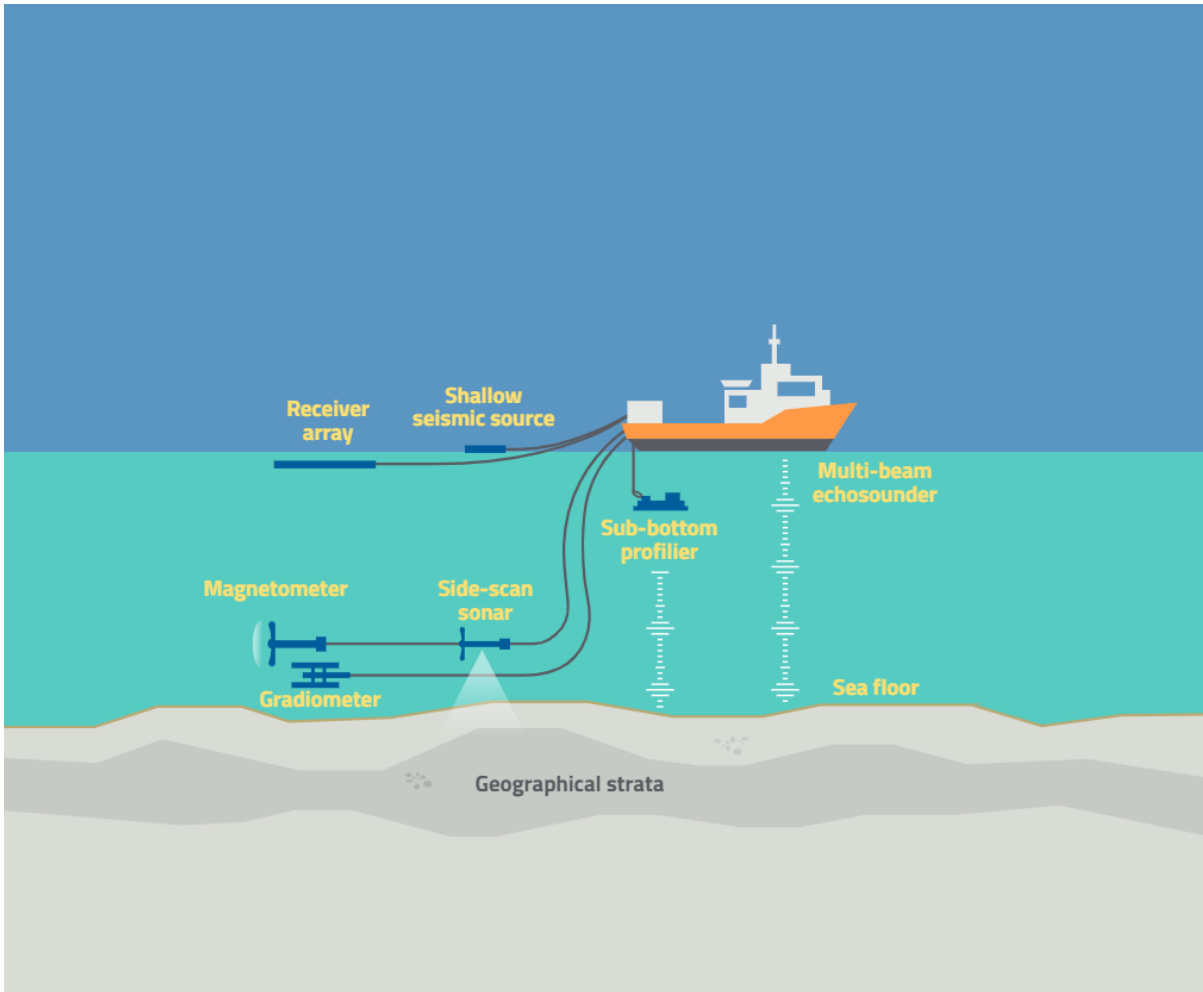 Shallow
seismic source
Receiver
array
Multi-beam
echosounder
Sub-bottom
profilier
Magnetometer
Side-scan
sonar
Gradiometer
Sea floor
Geographical strata